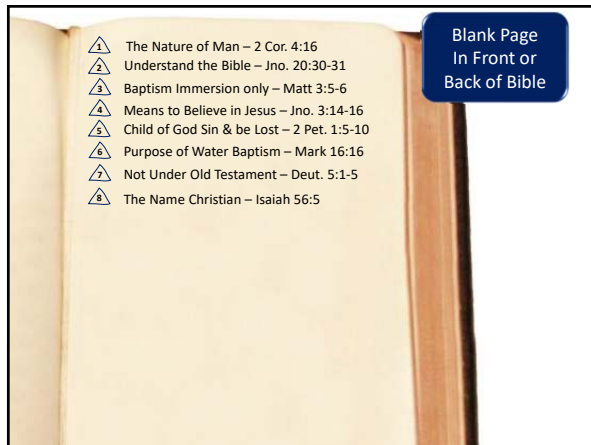 1 The Nature of Man – 2 Cor. 4:16
2 Understand the Bible – Jno. 20:30-31
3 Baptism Immersion only – Matt 3:5-6
4 Means to Believe in Jesus – Jno. 3:14-16
5 Child of God Sin & be Lost – 2 Pet. 1:5-10
6 Purpose of Water Baptism – Mark 16:16
7 Not Under Old Testament – Deut. 5:1-5
8 The Name Christian – Isaiah 56:5
Blank Page
In Front or
Back of Bible